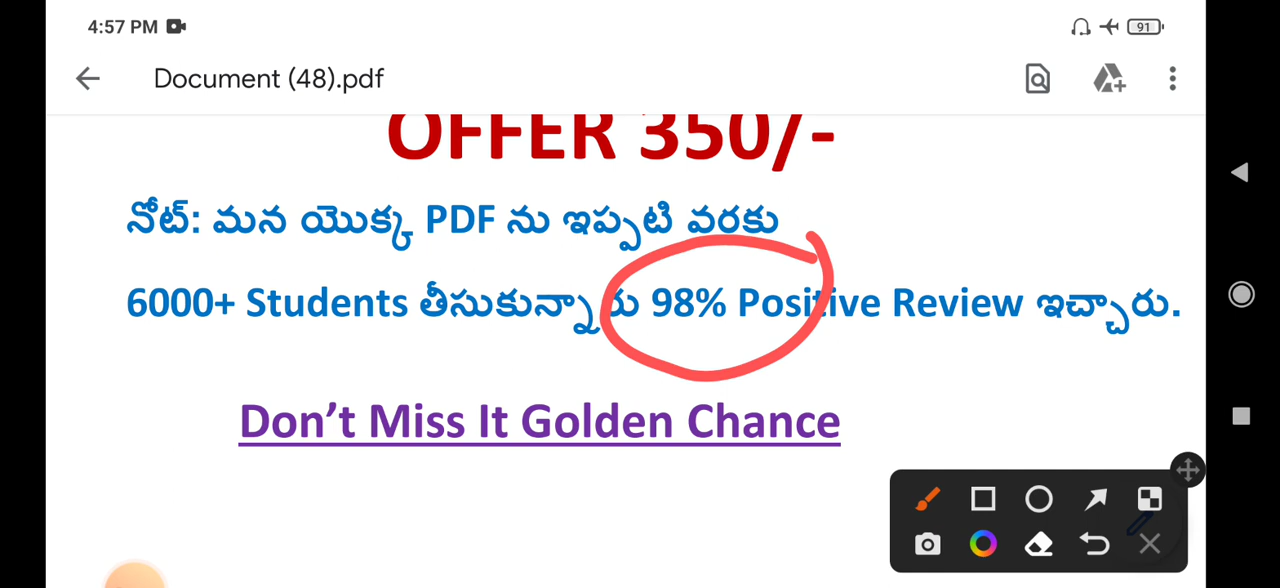 4:57 PM
91
Document (48).pdf
OFFER 350/-
నోట్: మన యొక్క PDF ను ఇప్పటి వరకు
6000+ Students తీసుకున్నారు 98% Positive Review ఇచ్చారు.
Don't Miss It Golden Chance